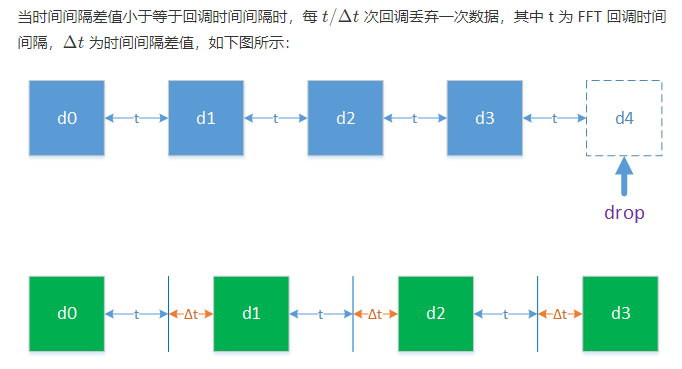 当时间间隔差值小于等于回调时间间隔时，每 t/Δt 次回调丢弃一次数据，其中 t 为 FFT 回调时间
间隔，Δt 为时间间隔差值，如下图所示：
d0 t d1 t d2 t d3 t d4
drop
d0 t Δt d1 t Δt d2 t Δt d3